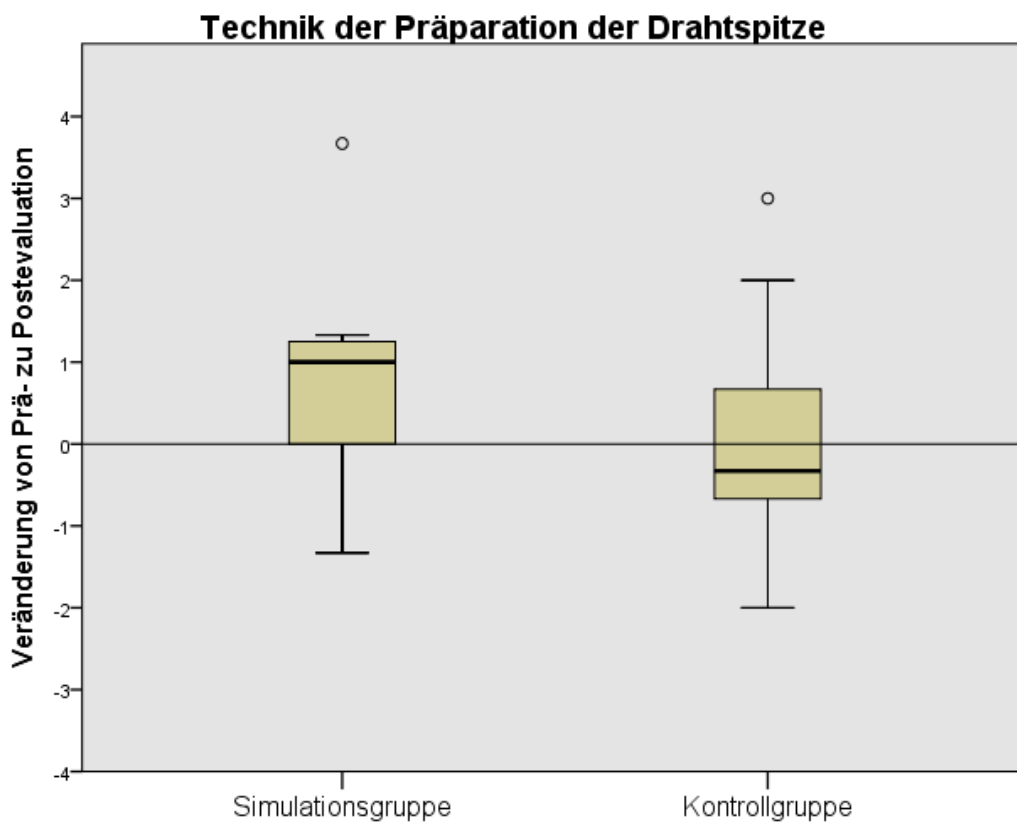 Technik der Präparation der Drahtspitze
Veränderung von Prä- zu Postevaluation
4
3
2
1
0
-1
-2
-3
-4
Simulationsgruppe
Kontrollgruppe